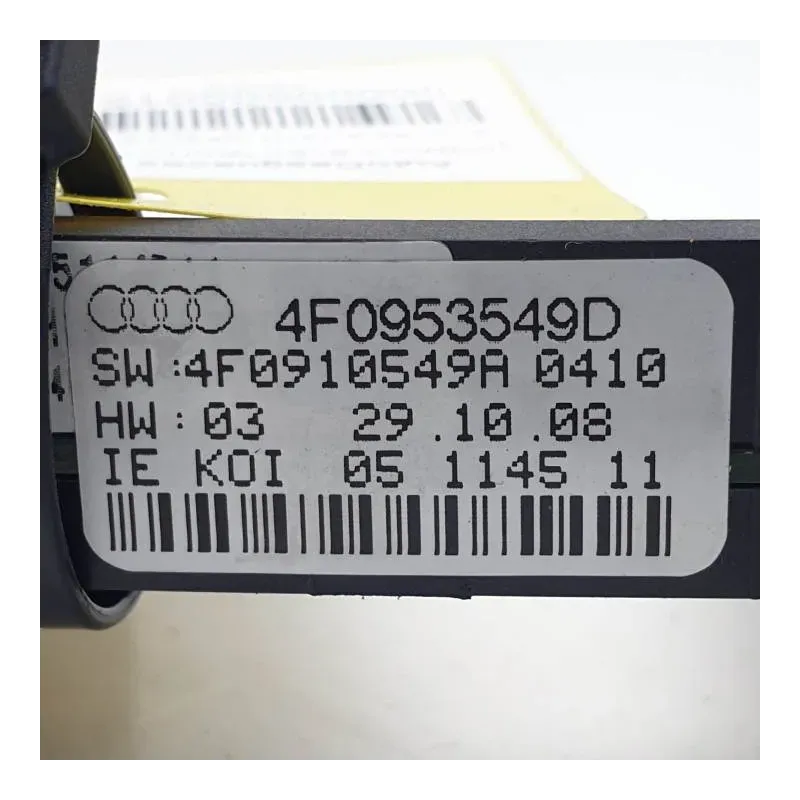 4F0953549D
SW:4F0910549A 0410
HW:03 29.10.08
IE KOI 05 1145 11